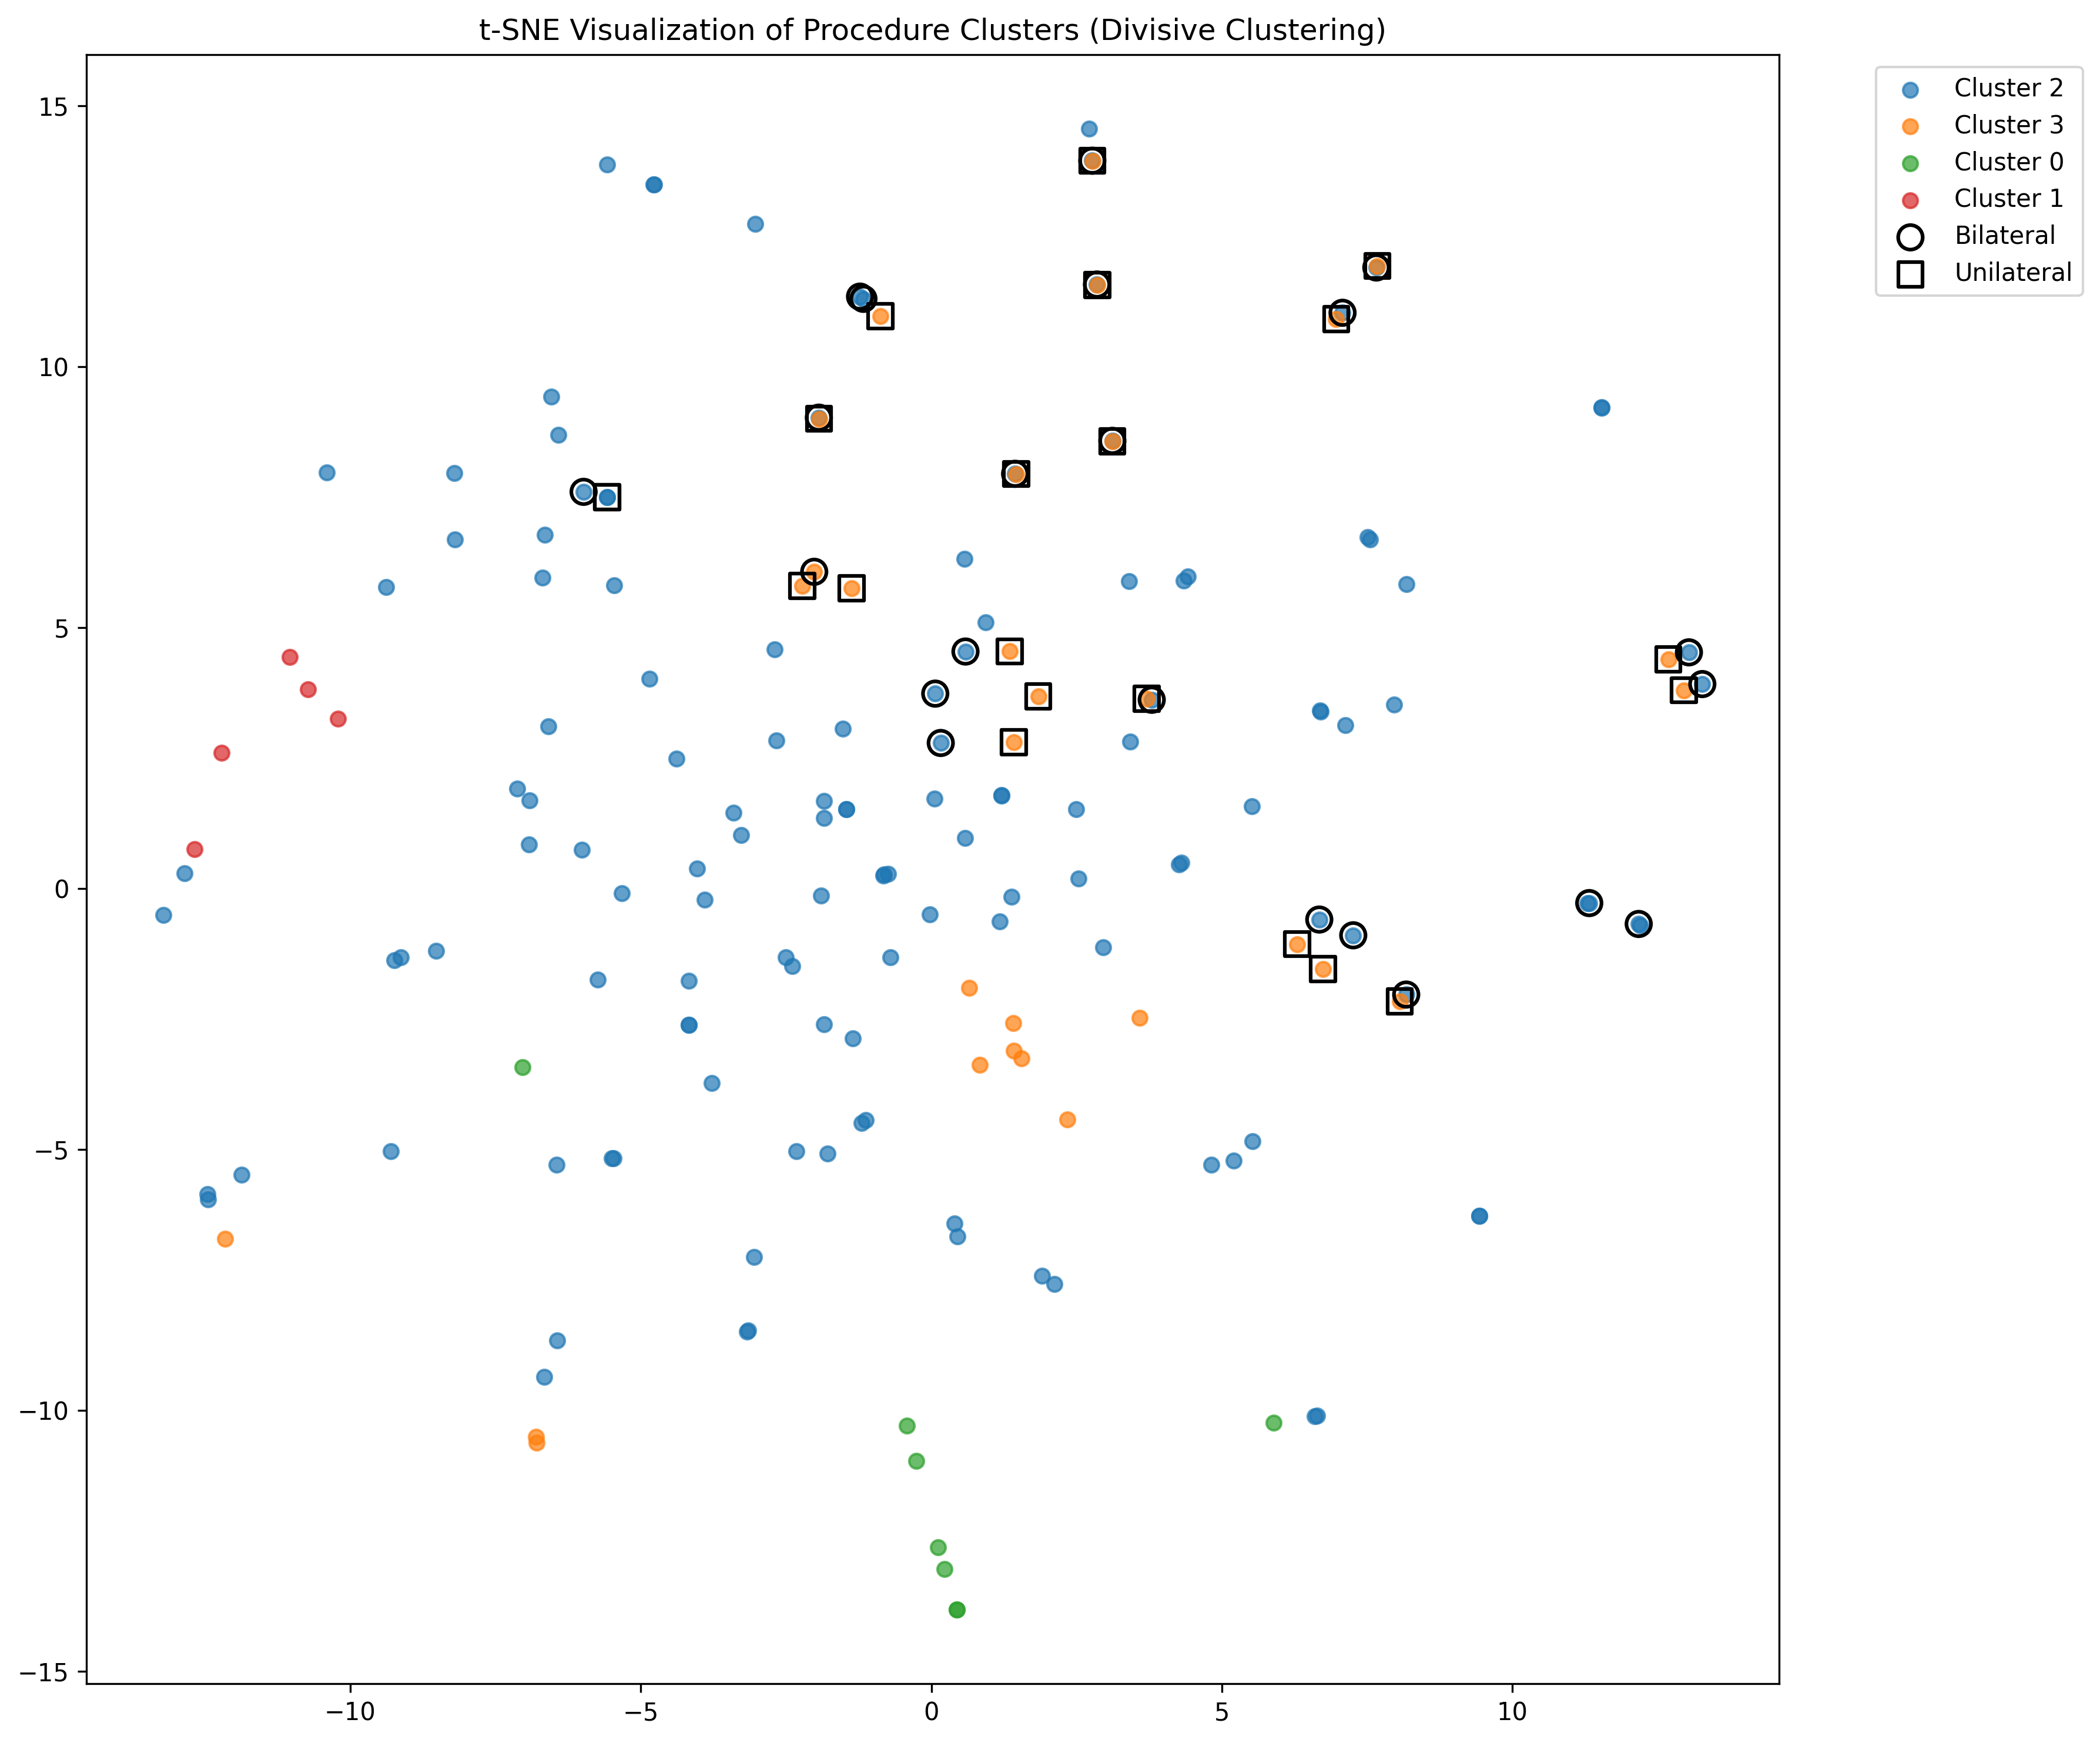 t-SNE Visualization of Procedure Clusters (Divisive Clustering)
Cluster 2
Cluster 3
Cluster 0
Cluster 1
Bilateral
Unilateral
15
10
5
0
−5
−10
−15
−10 −5 0 5 10